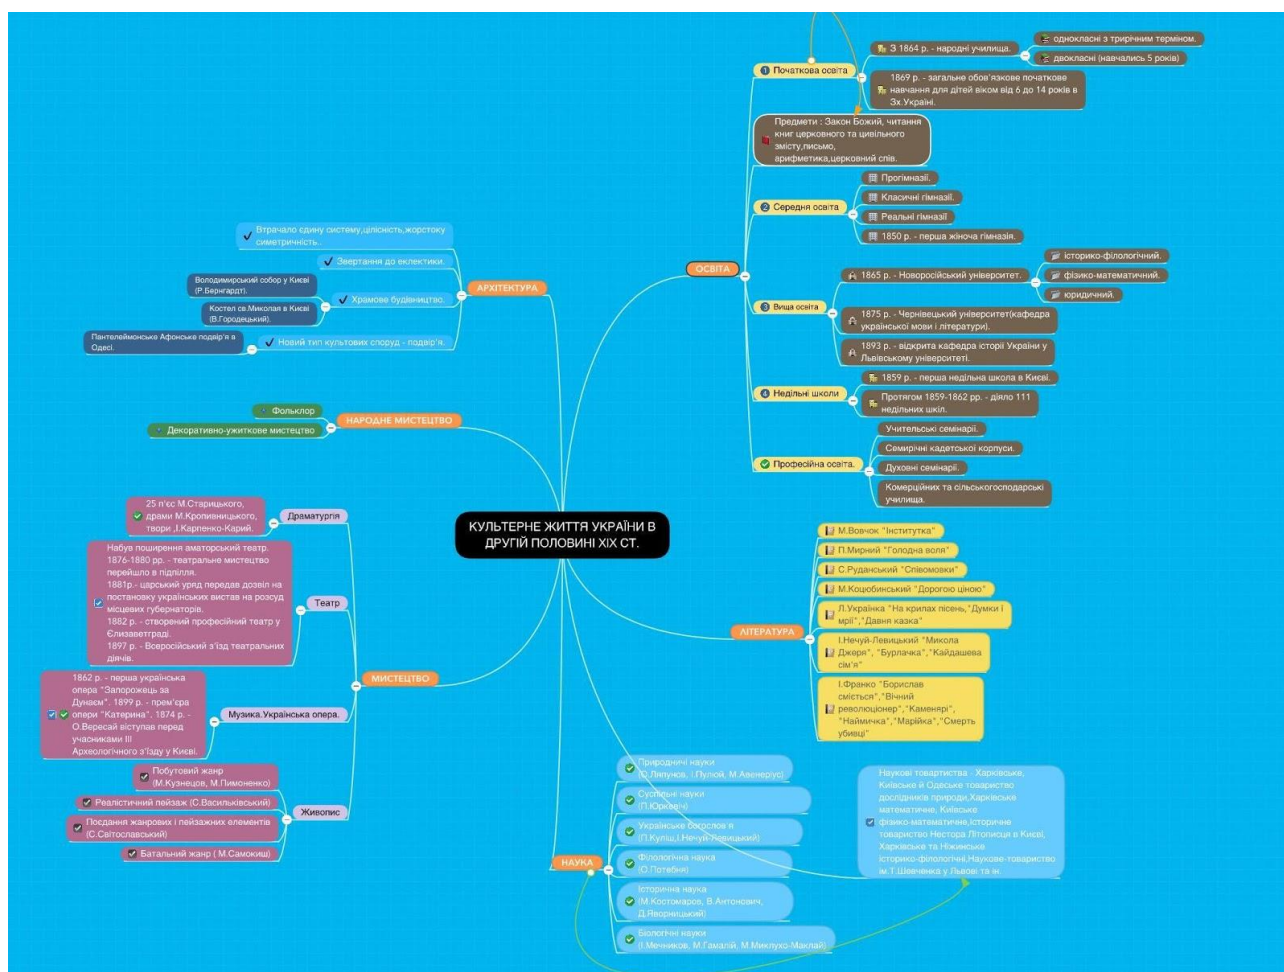 КУЛЬТЕРНЕ ЖИТТЯ УКРАЇНИ В
ДРУГІЙ ПОЛОВИНІ ХІХ СТ.
ОСВІТА
Початкова освіта
З 1864 р. - народні училища.
однокласні з трирічним терміном.
двокласні (навчались 5 років)
1869 р. - загальне обов'язкове початкове
навчання для дітей віком від 6 до 14 років в
Зх.Україні.
Предмети : Закон Божий, читання
книг церковного та цивільного
змісту,письмо,
арифметика,церковний спів.
Середня освіта
Прогімназії.
Класичні гімназії.
Реальні гімназії
1850 р. - перша жіноча гімназія.
Вища освіта
1865 р. - Новоросійський університет.
історико-філологічний.
фізико-математичний.
юридичний.
1875 р. - Чернівецький університет(кафедра
української мови і літератури).
1893 р. - відкрита кафедра історії України у
Львівському університеті.
Недільні школи
1859 р. - перша недільна школа в Києві.
Протягом 1859-1862 рр. - діяло 111
недільних шкіл.
Професійна освіта.
Учительські семінарії.
Семирічні кадетської корпуси.
Духовні семінарії.
Комерційних та сільськогосподарські
училища.
ЛІТЕРАТУРА
М.Вовчок "Інститутка"
П.Мирний "Голодна воля"
С.Руданський "Співомовки"
М.Коцюбинський "Дорогою ціною"
Л.Українка "На крилах пісень,"Думки ї
мрії","Давня казка"
І.Нечуй-Левицький "Микола
Джеря", "Бурлачка","Кайдашева
сім'я"
І.Франко "Борислав
сміється","Вічний
революціонер","Каменярі",
"Наймичка","Марійка","Смерть
убивці"
НАУКА
Природничі науки
(О.Ляпунов, І.Пулюй, М.Авенеріус)
Суспільні науки
(П.Юркевіч)
Українське богослов'я
(П.Куліш,І.Нечуй-Левицький)
Філологічна наука
(О.Потебня)
Історична наука
(М.Костомаров, В.Антонович,
Д.Яворницький)
Біологічні науки
(І.Мечников, М.Гамалій, М.Миклухо-Маклай)
Наукові товартиства - Харківське,
Київське й Одеське товариство
дослідників природи,Харківське
математичне, Київське
фізико-математичне,Історичне
товариство Нестора Літописця в Києві,
Харківське та Ніжинське
історико-філологічні,Наукове-товариство
ім.Т.Шевченка у Львові та ін.
АРХІТЕКТУРА
Втрачало єдину систему,цілісність,жорстоку
симетричність..
Звертання до еклектики.
Храмове будівництво.
Володимирський собор у Києві
(Р.Бернгардт).
Костел св.Миколая в Києві
(В.Городецький).
Новий тип культових споруд - подвір'я.
Пантелеймонське Афонське подвір'я в
Одесі.
НАРОДНЕ МИСТЕЦТВО
Фольклор
Декоративно-ужиткове мистецтво
МИСТЕЦТВО
Драматургія
25 п'єс М.Старицького,
драми М.Кропивницького,
твори ,І.Карпенко-Карий.
Театр
Набув поширення аматорський театр.
1876-1880 рр. - театральне мистецтво
перейшло в підпілля.
1881р.- царський уряд передав дозвіл на
постановку українських вистав на розсуд
місцевих губернаторів.
1882 р. - створений професійний театр у
Єлизаветграді.
1897 р. - Всеросійський з'їзд театральних
діячів.
Музика.Українська опера.
1862 р. - перша українська
опера "Запорожець за
Дунаєм". 1899 р. - прем'єра
опери "Катерина". 1874 р. -
О.Вересай віступав перед
учасниками ІІІ
Археологічного з'їзду у Києві.
Живопис
Побутовий жанр
(М.Кузнєцов, М.Пимоненко)
Реалістичний пейзаж (С.Васильківський)
Поєдання жанрових і пейзажних елементів
(С.Світославський)
Батальний жанр ( М.Самокиш)